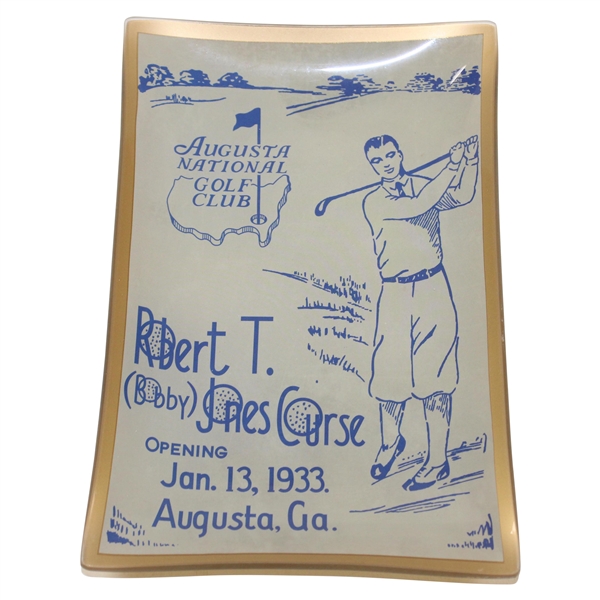 AUGUSTA
NATIONAL
GOLF
CLUB
Robert T.
(Bobby) Jones Course
OPENING
Jan. 13, 1933.
Augusta, Ga.